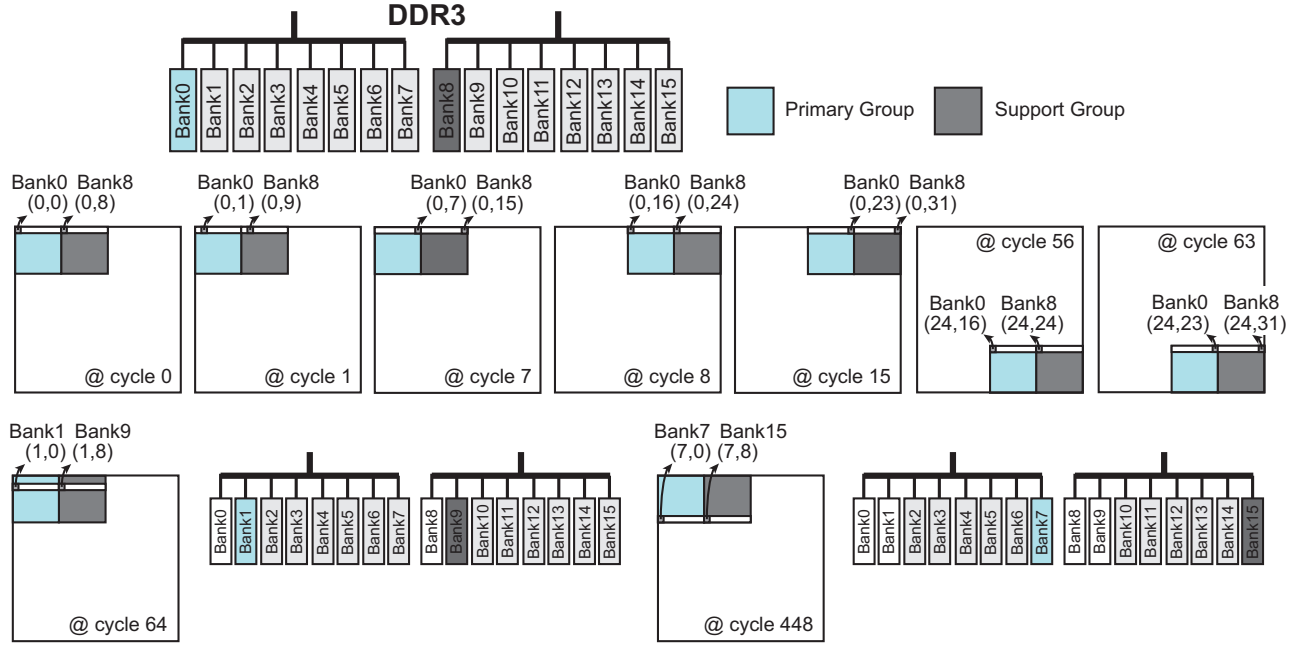 DDR3
Bank0 Bank1 Bank2 Bank3 Bank4 Bank5 Bank6 Bank7 Bank8 Bank9 Bank10 Bank11 Bank12 Bank13 Bank14 Bank15
Primary Group Support Group
Bank0 Bank8
(0,0) (0,8)
@ cycle 0
Bank0 Bank8
(0,1) (0,9)
@ cycle 1
Bank0 Bank8
(0,7) (0,15)
@ cycle 7
Bank0 Bank8
(0,16) (0,24)
@ cycle 8
Bank0 Bank8
(0,23) (0,31)
@ cycle 15
@ cycle 56
Bank0 Bank8
(24,16) (24,24)
@ cycle 63
Bank0 Bank8
(24,23) (24,31)
Bank1 Bank9
(1,0) (1,8)
@ cycle 64
Bank0 Bank1 Bank2 Bank3 Bank4 Bank5 Bank6 Bank7 Bank8 Bank9 Bank10 Bank11 Bank12 Bank13 Bank14 Bank15
Bank7 Bank15
(7,0) (7,8)
@ cycle 448
Bank0 Bank1 Bank2 Bank3 Bank4 Bank5 Bank6 Bank7 Bank8 Bank9 Bank10 Bank11 Bank12 Bank13 Bank14 Bank15